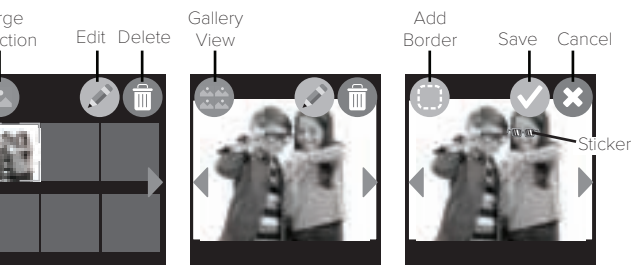 rge
ction
Edit
Delete
Gallery
View
Add
Border
Save
Cancel
Sticker